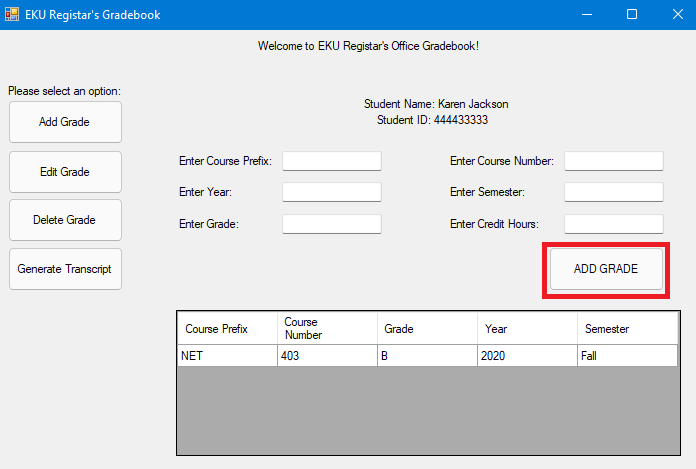 EKU Registar's Gradebook
Welcome to EKU Registar's Office Gradebook!
Please select an option:
Add Grade
Edit Grade
Delete Grade
Generate Transcript
Student Name: Karen Jackson
Student ID: 444433333
Enter Course Prefix:
Enter Course Number:
Enter Year:
Enter Semester:
Enter Grade:
Enter Credit Hours:
ADD GRADE
Course Prefix
Course
Number
Grade
Year
Semester
NET
403
B
2020
Fall